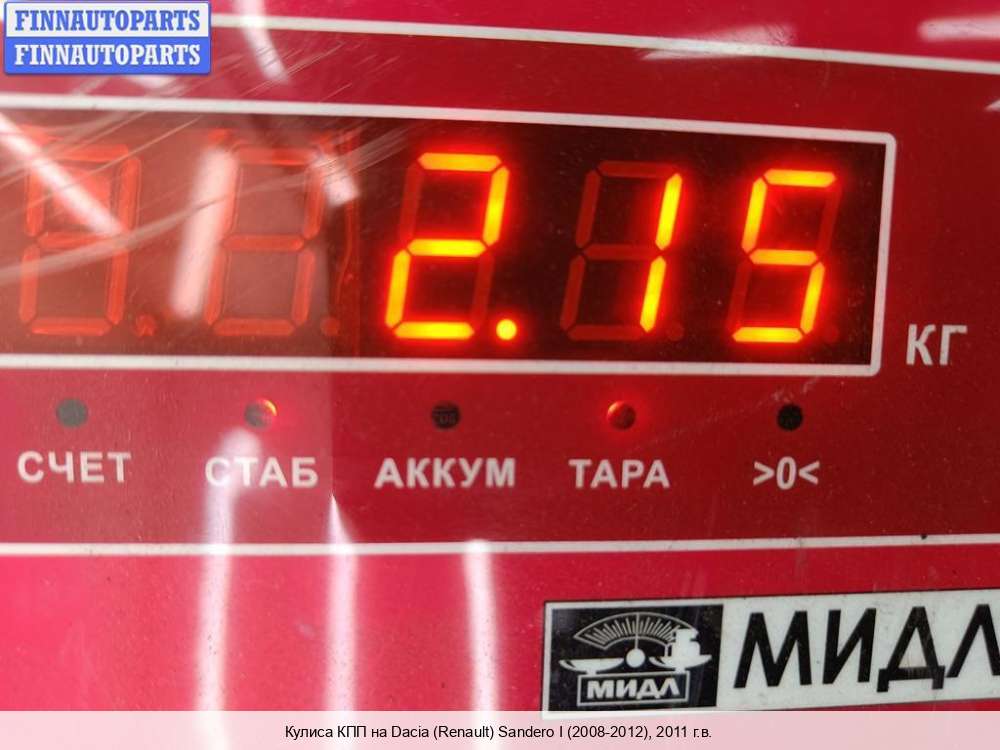 FINNAUTOPARTS
FINNAUTOPARTS
2.15
КГ
СЧЕТ СТАБ АККУМ ТАРА >0<
МИДЛ
МИДЛ
Кулиса КПП на Dacia (Renault) Sandero I (2008-2012), 2011 г.в.